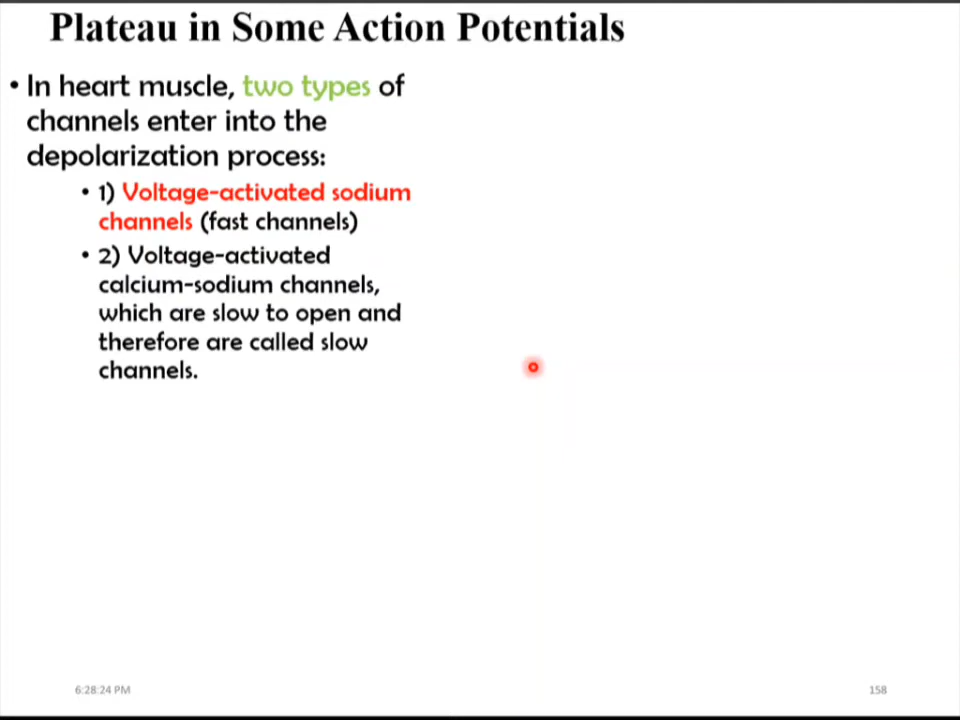 Plateau in Some Action Potentials
• In heart muscle, two types of
channels enter into the
depolarization process:
• 1) Voltage-activated sodium
channels (fast channels)
• 2) Voltage-activated
calcium-sodium channels,
which are slow to open and
therefore are called slow
channels.
6:28:24 PM
158